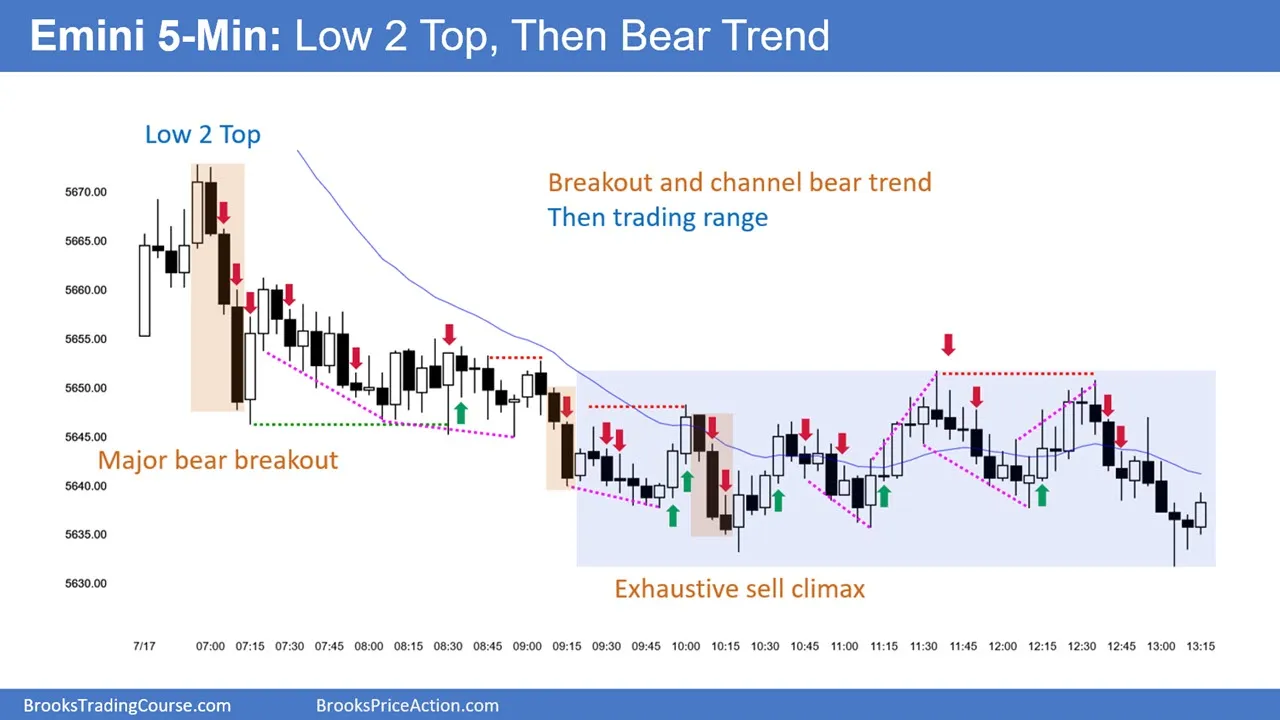 Emini 5-Min: Low 2 Top, Then Bear Trend
Low 2 Top
Breakout and channel bear trend
Then trading range
5670.00
5665.00
5660.00
5655.00
5650.00
5645.00
Major bear breakout
5640.00
5635.00
5630.00
Exhaustive sell climax
7/17 07:00 07:15 07:30 07:45 08:00 08:15 08:30 08:45 09:00 09:15 09:30 09:45 10:00 10:15 10:30 10:45 11:00 11:15 11:30 11:45 12:00 12:15 12:30 12:45 13:00 13:15
BrooksTradingCourse.com BrooksPriceAction.com